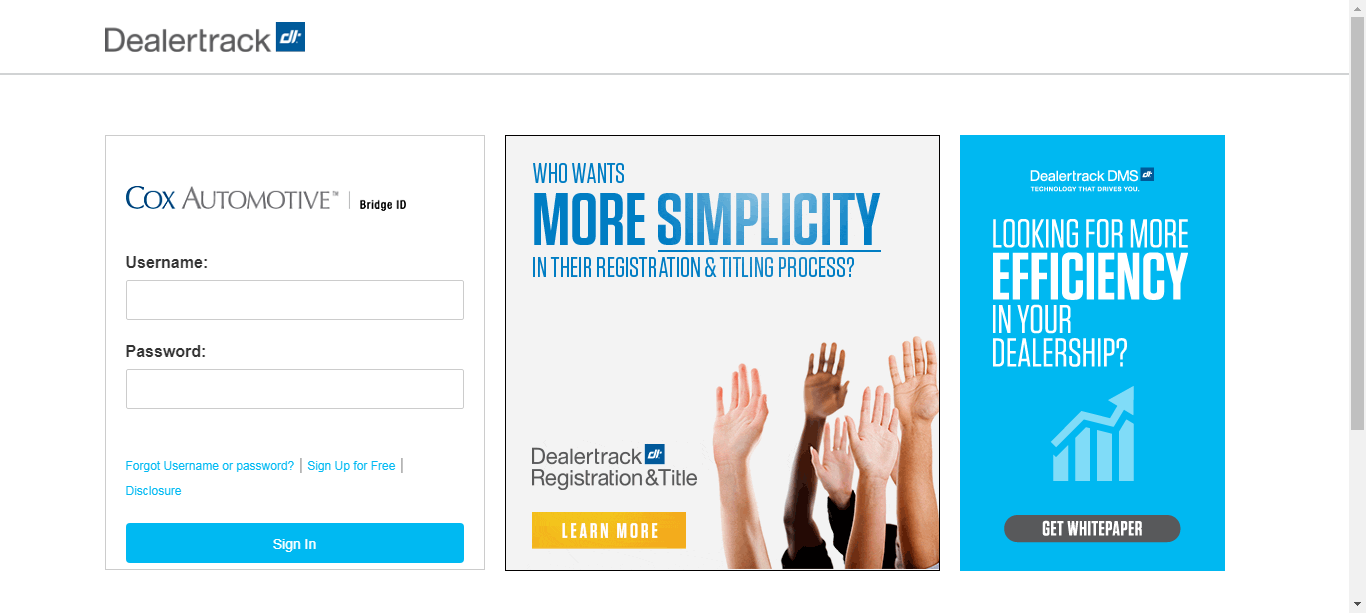 Dealertrack dt
COX AUTOMOTIVE™ | Bridge ID
Username:
Password:
Forgot Username or password? | Sign Up for Free |
Disclosure
Sign In
WHO WANTS
MORE SIMPLICITY
IN THEIR REGISTRATION & TITLING PROCESS?
Dealertrack dt
Registration &Title
LEARN MORE
Dealertrack DMS dt
TECHNOLOGY THAT DRIVES YOU.
LOOKING FOR MORE
EFFICIENCY
IN YOUR
DEALERSHIP?
GET WHITEPAPER